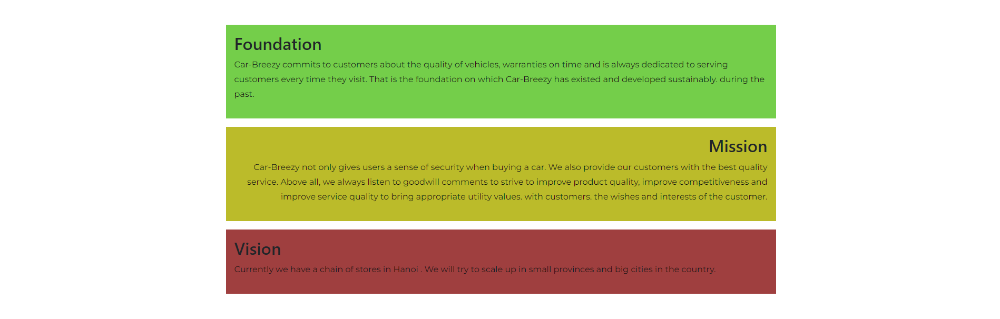 Foundation
Car-Breezy commits to customers about the quality of vehicles, warranties on time and is always dedicated to serving
customers every time they visit. That is the foundation on which Car-Breezy has existed and developed sustainably. during the
past.
Mission
Car-Breezy not only gives users a sense of security when buying a car. We also provide our customers with the best quality
service. Above all, we always listen to goodwill comments to strive to improve product quality, improve competitiveness and
improve service quality to bring appropriate utility values. with customers. the wishes and interests of the customer.
Vision
Currently we have a chain of stores in Hanoi . We will try to scale up in small provinces and big cities in the country.